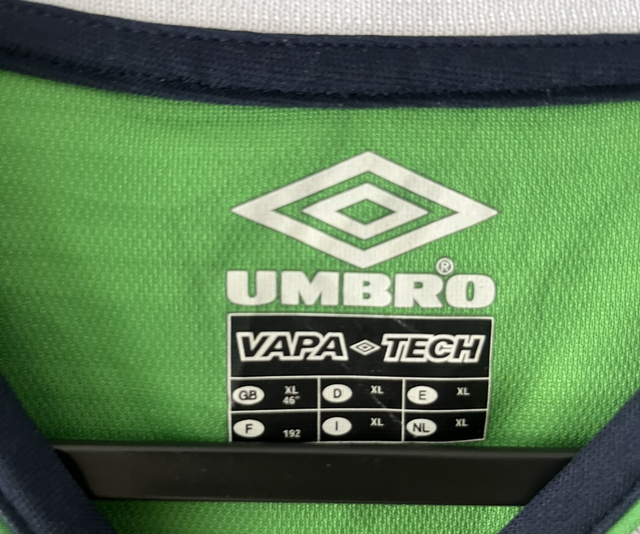 UMBRO®
VAPA TECH
GB XL 46" D XL E XL
F 192 I XL NL XL